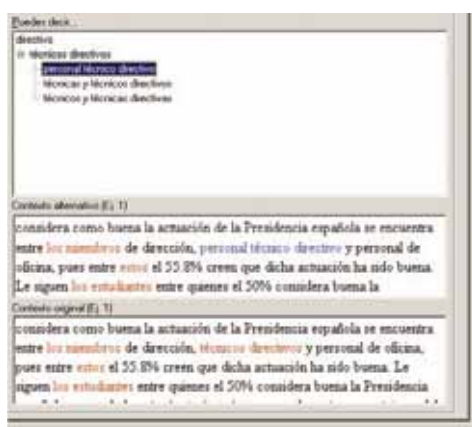 Puedes decir...
directiva
técnicos directivos
personal técnico directivo
técnicas y técnicos directivos
técnicos y técnicas directivas
Contexto alternativo (Ej. 1)
considera como buena la actuación de la Presidencia española se encuentra
entre los miembros de dirección, personal técnico directivo y personal de
oficina, pues entre estos el 55.8% creen que dicha actuación ha sido buena.
Le siguen los estudiantes entre quienes el 50% considera buena la
Contexto original (Ej. 1)
considera como buena la actuación de la Presidencia española se encuentra
entre los miembros de dirección, técnicos directivos y personal de oficina,
pues entre estos el 55.8% creen que dicha actuación ha sido buena. Le
siguen los estudiantes entre quienes el 50% considera buena la Presidencia